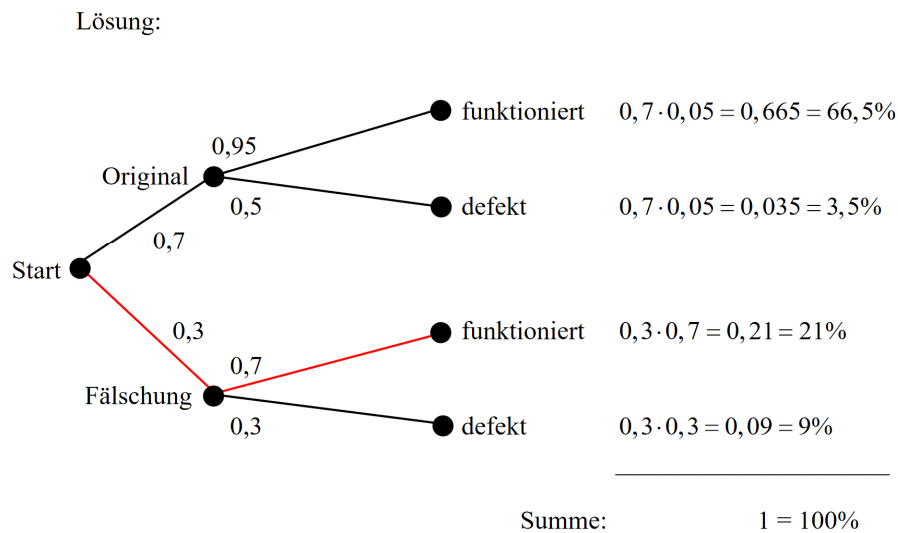 Lösung:
funktioniert 0,7·0,05 = 0,665 = 66,5%
0,95
Original
0,5
defekt 0,7·0,05 = 0,035 = 3,5%
0,7
Start
0,3
funktioniert 0,3·0,7 = 0,21 = 21%
0,7
Fälschung
0,3
defekt 0,3·0,3 = 0,09 = 9%
Summe: 1 = 100%